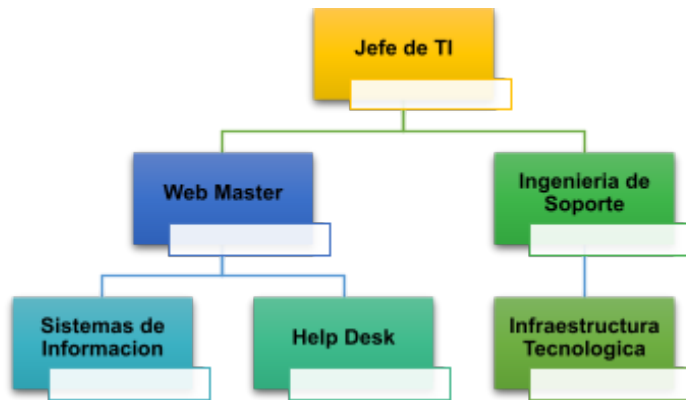 Jefe de TI
Web Master
Ingenieria de
Soporte
Sistemas de
Informacion
Help Desk
Infraestructura
Tecnologica